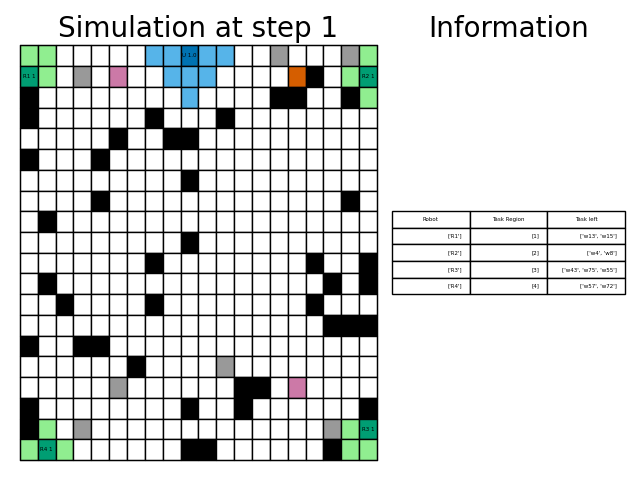 Simulation at step 1
Information
U 1.0
R1 1
R2 1
Robot
Task Region
Task left
['R1']
[1]
['w13', 'w15']
['R2']
[2]
['w4', 'w8']
['R3']
[3]
['w43', 'w75', 'w55']
['R4']
[4]
['w57', 'w72']
R3 1
R4 1